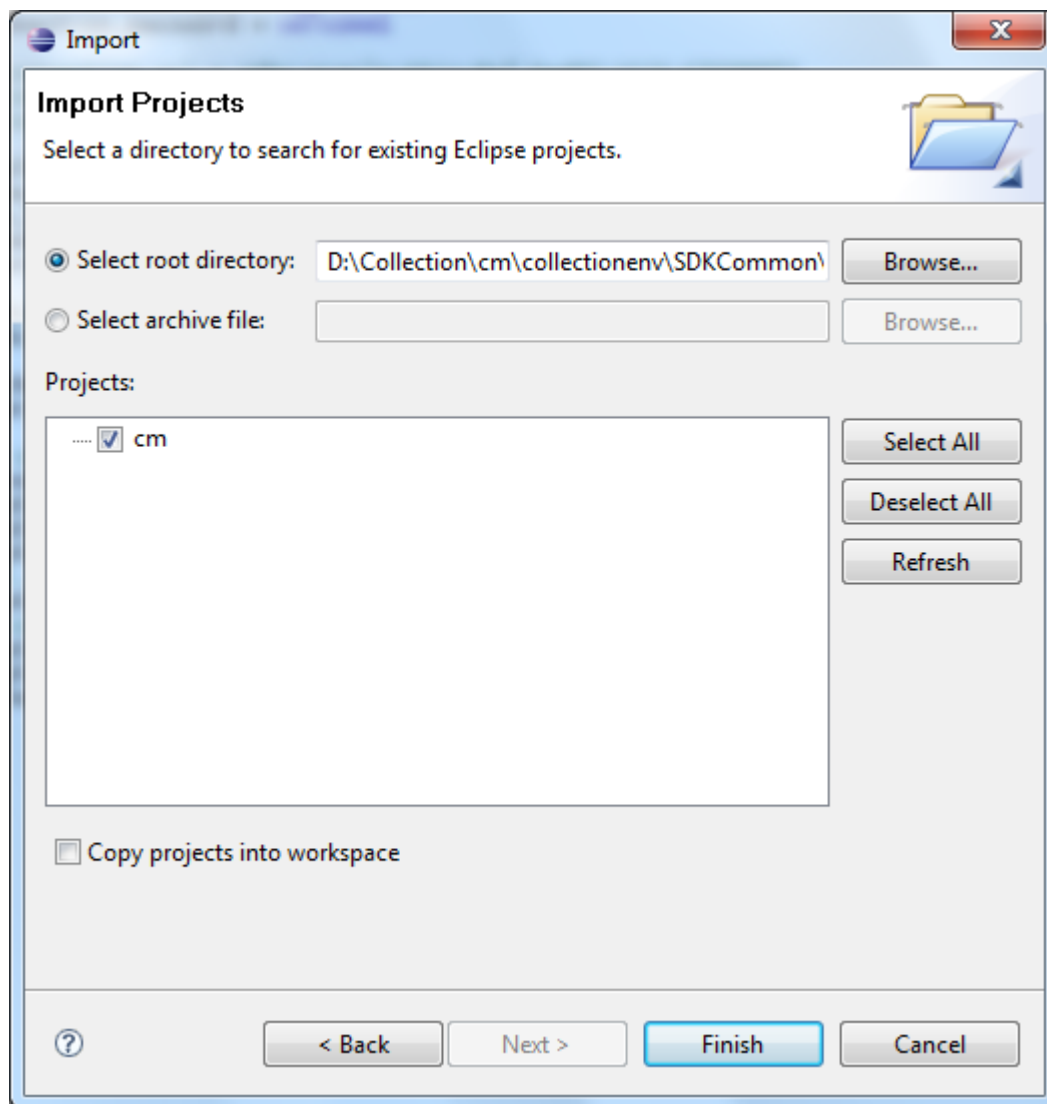 Import
Import Projects
Select a directory to search for existing Eclipse projects.
Select root directory: D:\Collection\cm\collectionenv\SDKCommon\ Browse...
Select archive file: Browse...
Projects:
cm
Select All
Deselect All
Refresh
Copy projects into workspace
? < Back Next > Finish Cancel